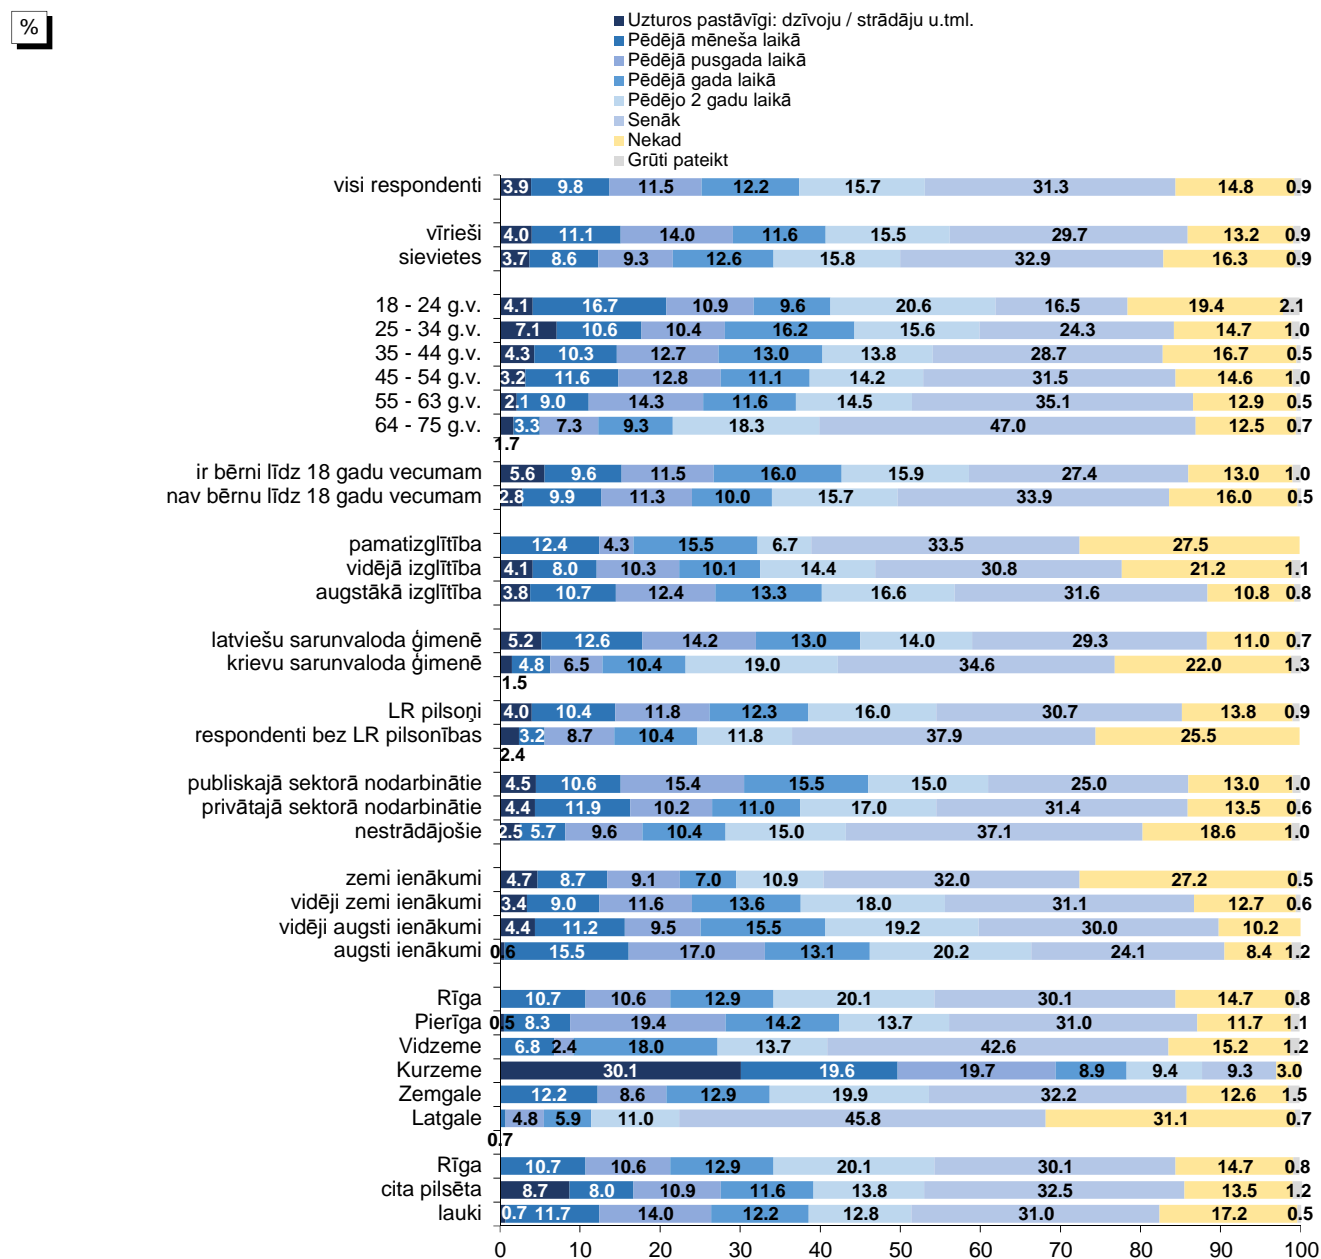 %
Uzturos pastāvīgi: dzīvoju / strādāju u.tml.
Pēdējā mēneša laikā
Pēdējā pusgada laikā
Pēdējā gada laikā
Pēdējo 2 gadu laikā
Senāk
Nekad
Grūti pateikt
visi respondenti 3.9 9.8 11.5 12.2 15.7 31.3 14.8 0.9
vīrieši 4.0 11.1 14.0 11.6 15.5 29.7 13.2 0.9
sievietes 3.7 8.6 9.3 12.6 15.8 32.9 16.3 0.9
18 - 24 g.v. 4.1 16.7 10.9 9.6 20.6 16.5 19.4 2.1
25 - 34 g.v. 7.1 10.6 10.4 16.2 15.6 24.3 14.7 1.0
35 - 44 g.v. 4.3 10.3 12.7 13.0 13.8 28.7 16.7 0.5
45 - 54 g.v. 3.2 11.6 12.8 11.1 14.2 31.5 14.6 1.0
55 - 63 g.v. 2.1 9.0 14.3 11.6 14.5 35.1 12.9 0.5
64 - 75 g.v. 3.3 7.3 9.3 18.3 47.0 12.5 0.7
1.7
ir bērni līdz 18 gadu vecumam 5.6 9.6 11.5 16.0 15.9 27.4 13.0 1.0
nav bērnu līdz 18 gadu vecumam 2.8 9.9 11.3 10.0 15.7 33.9 16.0 0.5
pamatizglītība 12.4 4.3 15.5 6.7 33.5 27.5
vidējā izglītība 4.1 8.0 10.3 10.1 14.4 30.8 21.2 1.1
augstākā izglītība 3.8 10.7 12.4 13.3 16.6 31.6 10.8 0.8
latviešu sarunvaloda ģimenē 5.2 12.6 14.2 13.0 14.0 29.3 11.0 0.7
krievu sarunvaloda ģimenē 4.8 6.5 10.4 19.0 34.6 22.0 1.3
1.5
LR pilsoņi 4.0 10.4 11.8 12.3 16.0 30.7 13.8 0.9
respondenti bez LR pilsonības 3.2 8.7 10.4 11.8 37.9 25.5
2.4
publiskajā sektorā nodarbinātie 4.5 10.6 15.4 15.5 15.0 25.0 13.0 1.0
privātajā sektorā nodarbinātie 4.4 11.9 10.2 11.0 17.0 31.4 13.5 0.6
nestrādājošie 2.5 5.7 9.6 10.4 15.0 37.1 18.6 1.0
zemi ienākumi 4.7 8.7 9.1 7.0 10.9 32.0 27.2 0.5
vidēji zemi ienākumi 3.4 9.0 11.6 13.6 18.0 31.1 12.7 0.6
vidēji augsti ienākumi 4.4 11.2 9.5 15.5 19.2 30.0 10.2
augsti ienākumi 0.6 15.5 17.0 13.1 20.2 24.1 8.4 1.2
Rīga 10.7 10.6 12.9 20.1 30.1 14.7 0.8
Pierīga 0.5 8.3 19.4 14.2 13.7 31.0 11.7 1.1
Vidzeme 6.8 2.4 18.0 13.7 42.6 15.2 1.2
Kurzeme 30.1 19.6 19.7 8.9 9.4 9.3 3.0
Zemgale 12.2 8.6 12.9 19.9 32.2 12.6 1.5
Latgale 4.8 5.9 11.0 45.8 31.1 0.7
0.7
Rīga 10.7 10.6 12.9 20.1 30.1 14.7 0.8
cita pilsēta 8.7 8.0 10.9 11.6 13.8 32.5 13.5 1.2
lauki 0.7 11.7 14.0 12.2 12.8 31.0 17.2 0.5
0 10 20 30 40 50 60 70 80 90 100